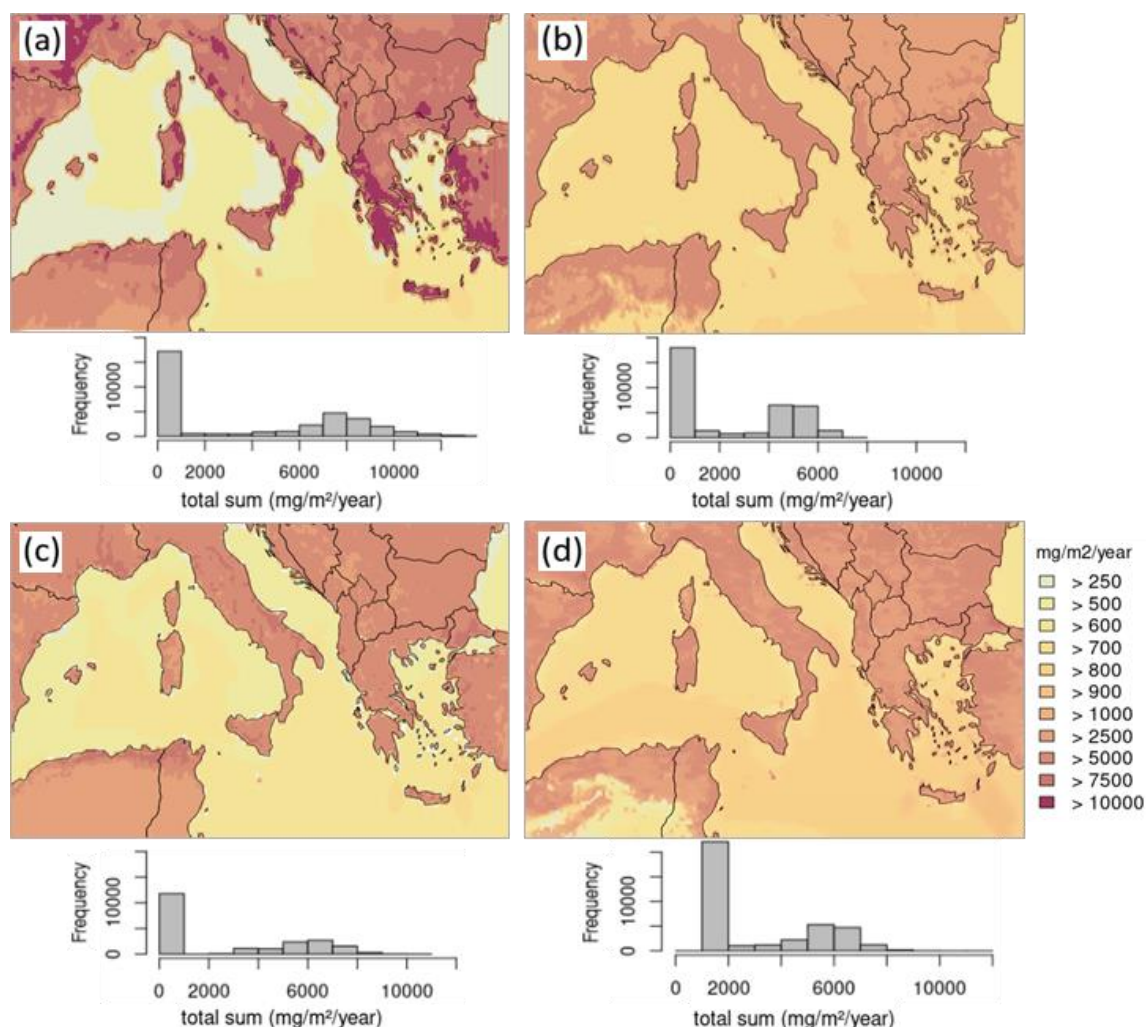 (a)
(b)
Frequency
0 10000
0 2000 6000 10000
total sum (mg/m²/year)
Frequency
0 10000
0 2000 6000 10000
total sum (mg/m²/year)
(c)
(d)
mg/m2/year
> 250
> 500
> 600
> 700
> 800
> 900
> 1000
> 2500
> 5000
> 7500
> 10000
Frequency
0 10000
0 2000 6000 10000
total sum (mg/m²/year)
Frequency
0 10000
0 2000 6000 10000
total sum (mg/m²/year)